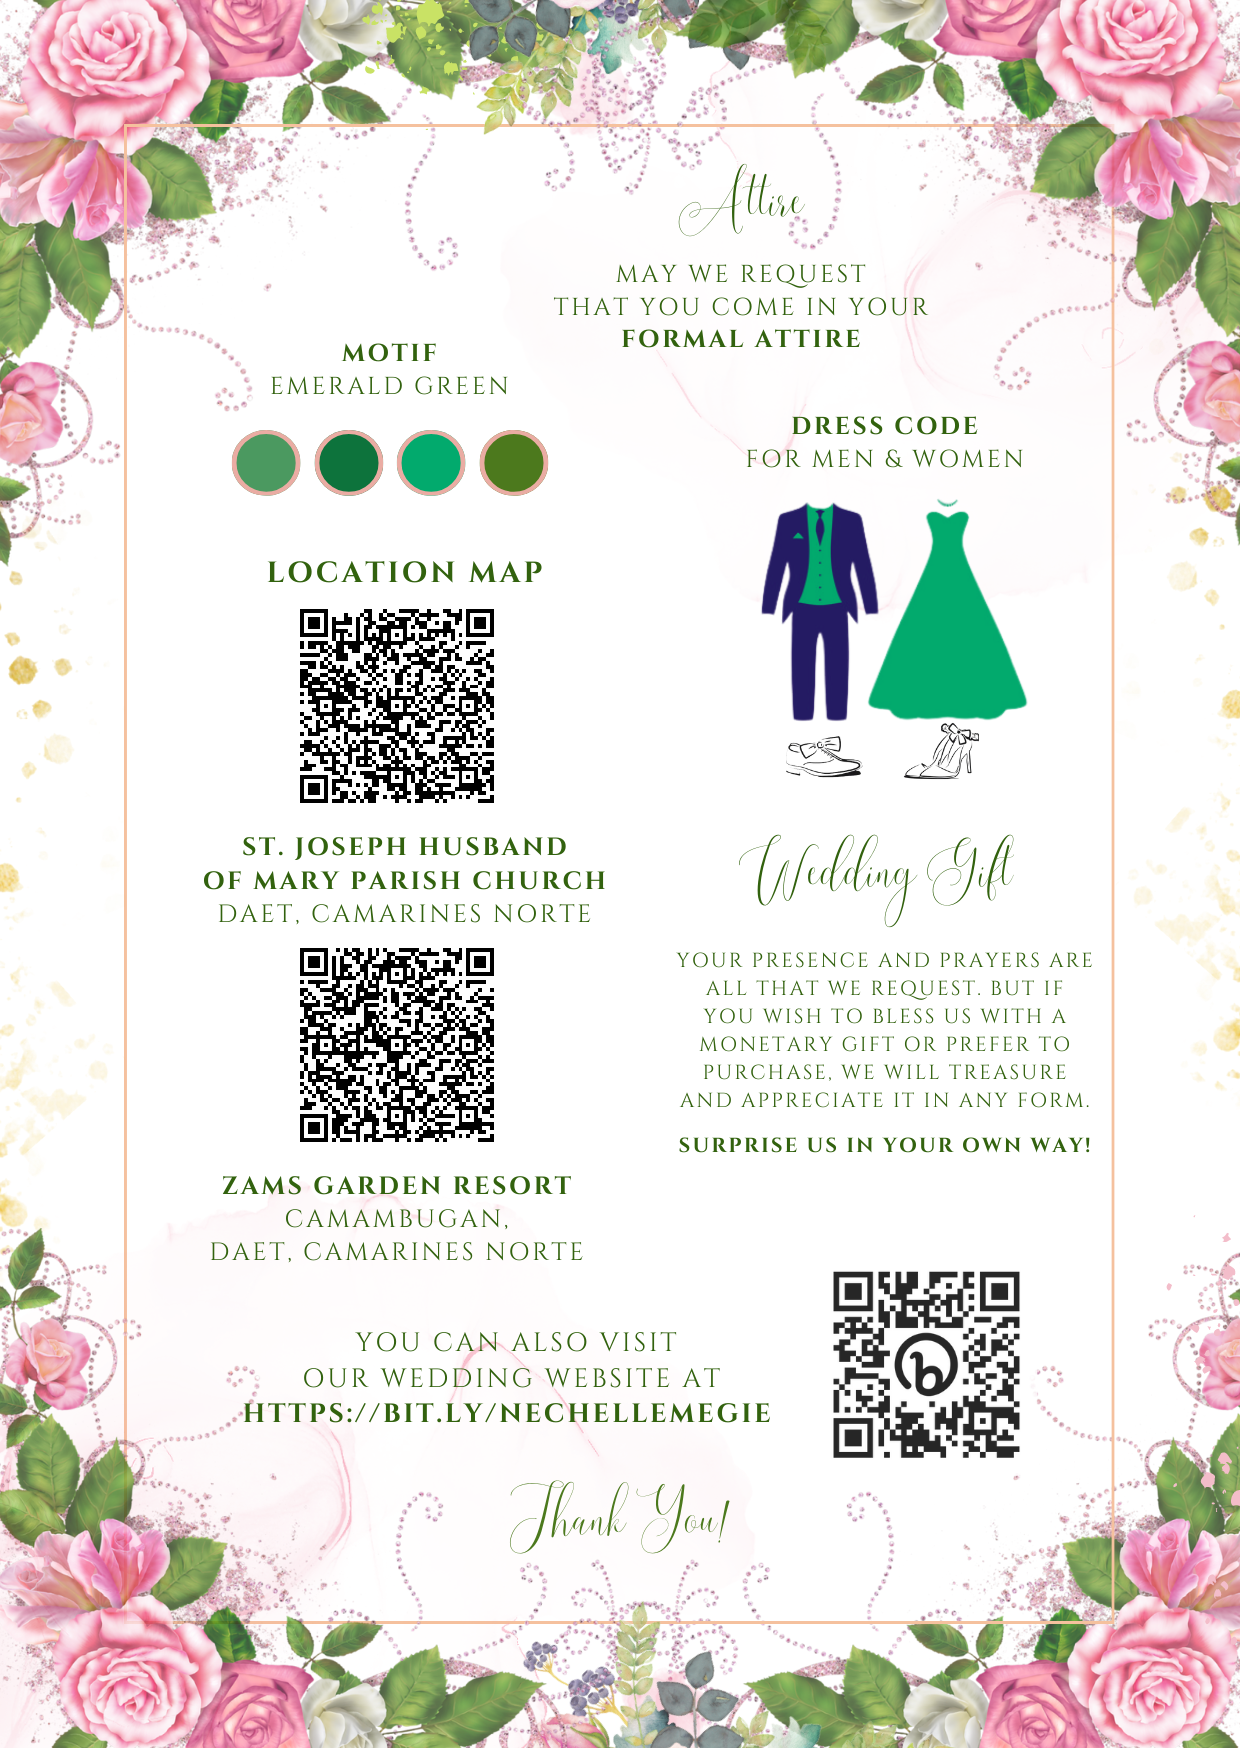 Attire
MAY WE REQUEST
THAT YOU COME IN YOUR
FORMAL ATTIRE
MOTIF
EMERALD GREEN
DRESS CODE
FOR MEN & WOMEN
LOCATION MAP
ST. JOSEPH HUSBAND
OF MARY PARISH CHURCH
DAET, CAMARINES NORTE
ZAMS GARDEN RESORT
CAMAMBUGAN,
DAET, CAMARINES NORTE
Wedding Gift
YOUR PRESENCE AND PRAYERS ARE
ALL THAT WE REQUEST. BUT IF
YOU WISH TO BLESS US WITH A
MONETARY GIFT OR PREFER TO
PURCHASE, WE WILL TREASURE
AND APPRECIATE IT IN ANY FORM.
SURPRISE US IN YOUR OWN WAY!
YOU CAN ALSO VISIT
OUR WEDDING WEBSITE AT
HTTPS://BIT.LY/NECHELLEMEGIE
b
Thank You!